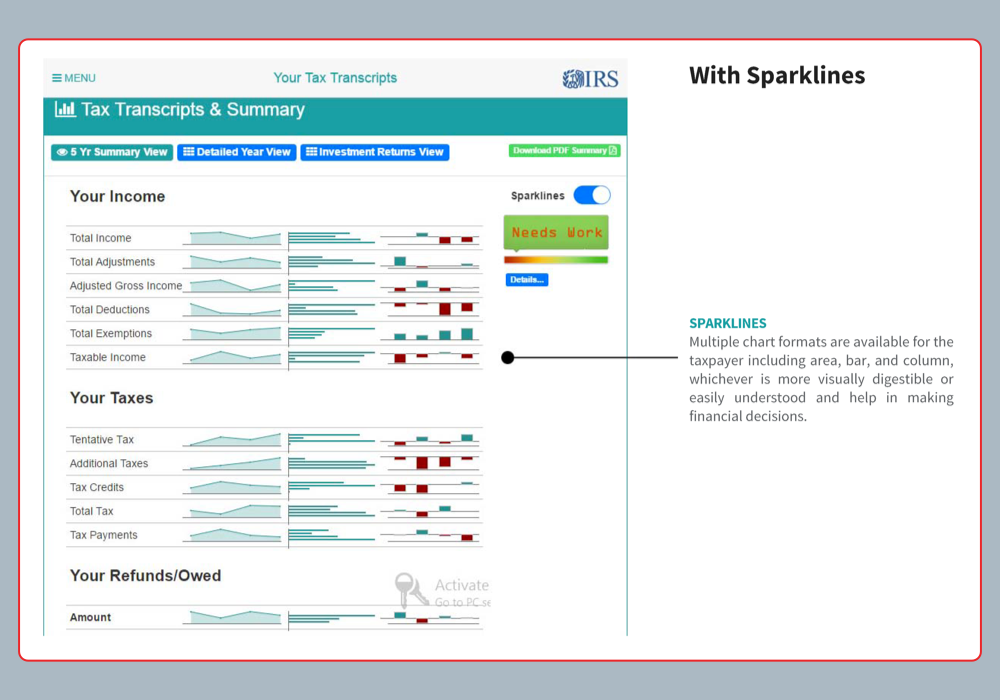 MENU
Your Tax Transcripts
IRS
With Sparklines
Tax Transcripts & Summary
5 Yr Summary View
Detailed Year View
Investment Returns View
Download PDF Summary
Your Income
Sparklines
Total Income
Needs Work
Total Adjustments
Adjusted Gross Income
Details...
Total Deductions
Total Exemptions
Taxable Income
SPARKLINES
Multiple chart formats are available for the
taxpayer including area, bar, and column,
whichever is more visually digestible or
easily understood and help in making
financial decisions.
Your Taxes
Tentative Tax
Additional Taxes
Tax Credits
Total Tax
Tax Payments
Your Refunds/Owed
Activate
Go to PC se
Amount